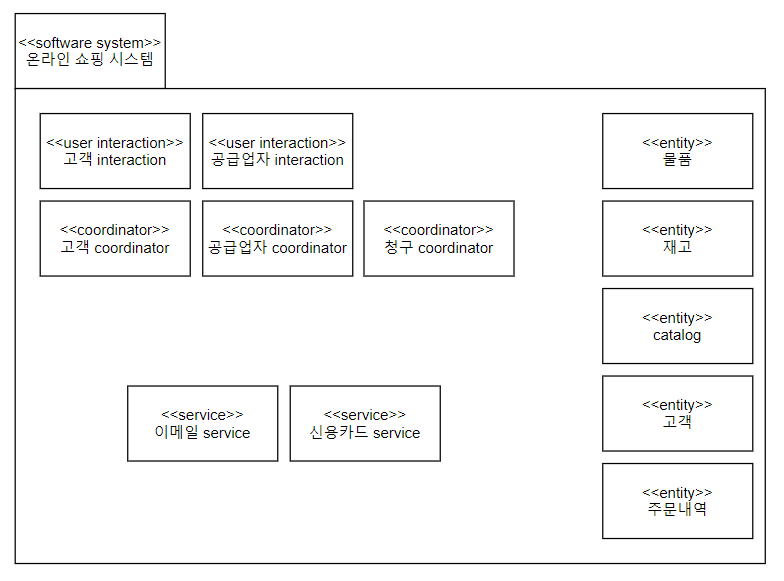 <<software system>>
온라인 쇼핑 시스템
<<user interaction>>
고객 interaction
<<user interaction>>
공급업자 interaction
<<entity>>
물품
<<coordinator>>
고객 coordinator
<<coordinator>>
공급업자 coordinator
<<coordinator>>
청구 coordinator
<<entity>>
재고
<<entity>>
catalog
<<service>>
이메일 service
<<service>>
신용카드 service
<<entity>>
고객
<<entity>>
주문내역